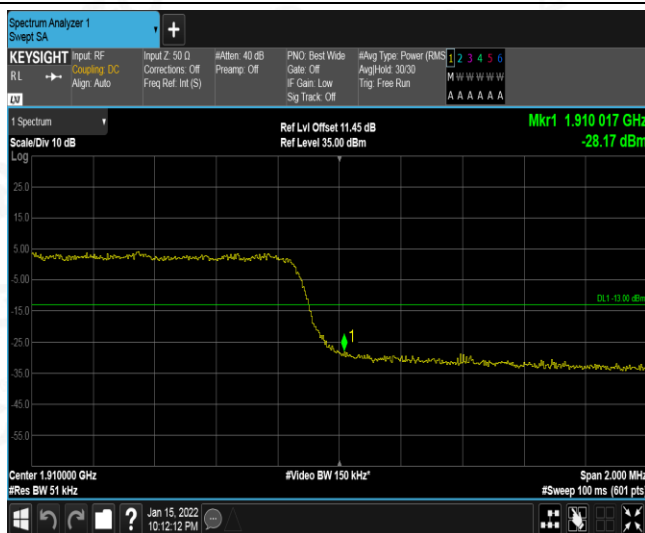 Spectrum Analyzer 1
Swept SA
KEYSIGHT
RL
LXI
Input: RF
Coupling: DC
Align: Auto
Input Z: 50 Ω
Corrections: Off
Freq Ref: Int (S)
#Atten: 40 dB
Preamp: Off
PNO: Best Wide
Gate: Off
IF Gain: Low
Sig Track: Off
#Avg Type: Power (RMS
Avg|Hold: 30/30
Trig: Free Run
1 2 3 4 5 6
M W W W W W
A A A A A A
1 Spectrum
Scale/Div 10 dB
Log
Ref Lvl Offset 11.45 dB
Ref Level 35.00 dBm
Mkr1 1.910 017 GHz
-28.17 dBm
25.0
15.0
5.00
-5.00
-15.0
-25.0
-35.0
-45.0
-55.0
DL1 -13.00 dBm
1
Center 1.910000 GHz
#Res BW 51 kHz
#Video BW 150 kHz*
Span 2.000 MHz
#Sweep 100 ms (601 pts)
?
Jan 15, 2022
10:12:12 PM